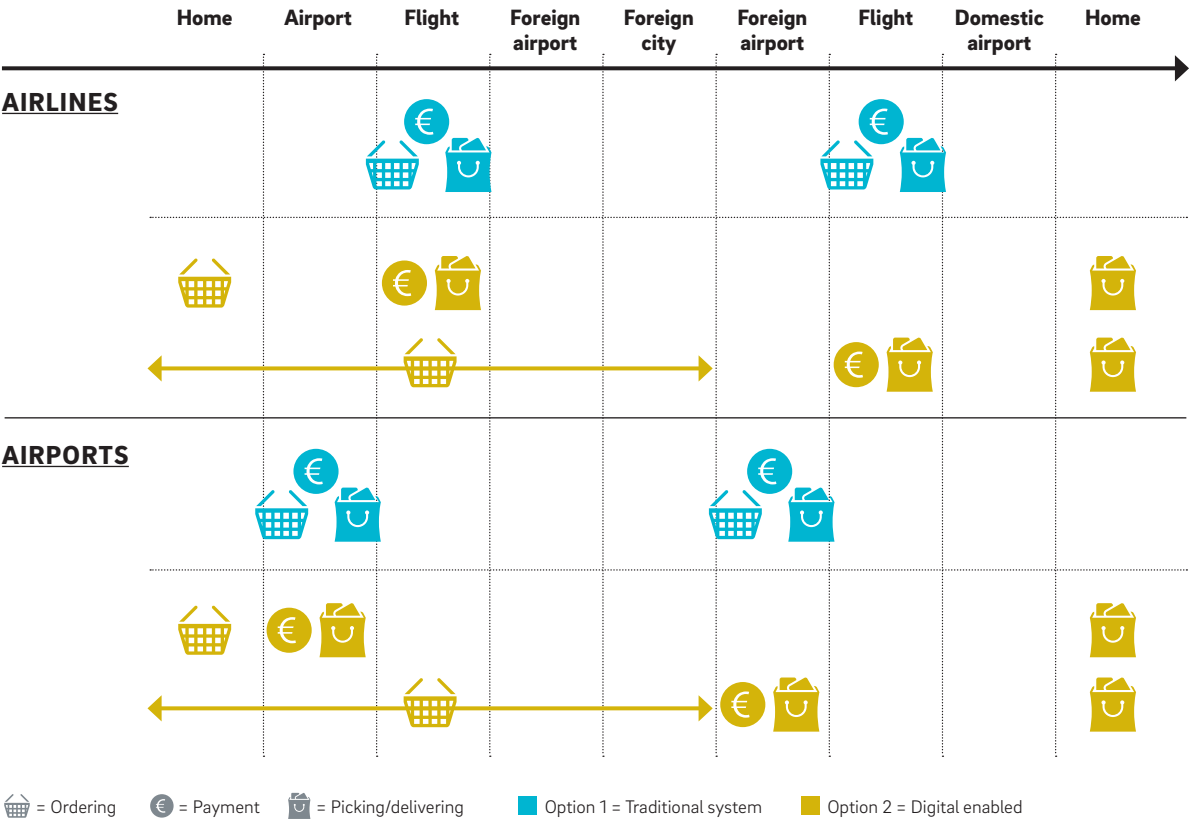 Home Airport Flight Foreign Foreign Foreign Flight Domestic Home
airport city airport airport
AIRLINES
€ €
€
€
AIRPORTS
€ €
€
€
= Ordering € = Payment = Picking/delivering Option 1 = Traditional system Option 2 = Digital enabled